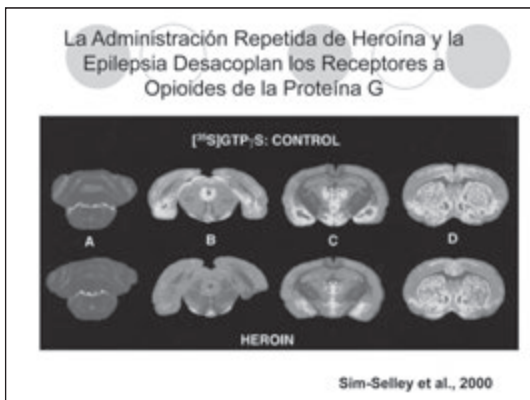 La Administración Repetida de Heroína y la
Epilepsia Desacoplan los Receptores a
Opioides de la Proteína G
[³⁵S]GTPγS: CONTROL
A B C D
HEROIN
Sim-Selley et al., 2000